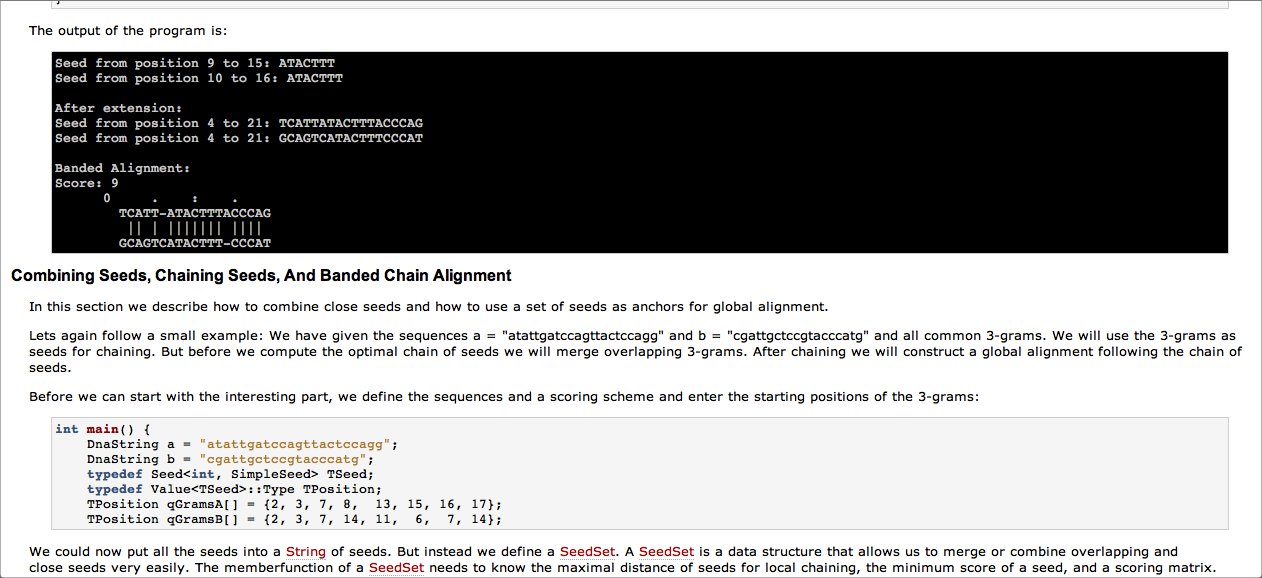 The output of the program is:
Seed from position 9 to 15: ATACTTT
Seed from position 10 to 16: ATACTTT
After extension:
Seed from position 4 to 21: TCATTATACTTTACCCAG
Seed from position 4 to 21: GCAGTCATACTTTCCCAT
Banded Alignment:
Score: 9
0     .    :    .
TCATT-ATACTTTACCCAG
|| | ||||||| ||||
GCAGTCATACTTT-CCCAT
Combining Seeds, Chaining Seeds, And Banded Chain Alignment
In this section we describe how to combine close seeds and how to use a set of seeds as anchors for global alignment.
Lets again follow a small example: We have given the sequences a = "atattgatccagttactccagg" and b = "cgattgctccgtacccatg" and all common 3-grams. We will use the 3-grams as
seeds for chaining. But before we compute the optimal chain of seeds we will merge overlapping 3-grams. After chaining we will construct a global alignment following the chain of
seeds.
Before we can start with the interesting part, we define the sequences and a scoring scheme and enter the starting positions of the 3-grams:
int main() {
    DnaString a = "atattgatccagttactccagg";
    DnaString b = "cgattgctccgtacccatg";
    typedef Seed<int, SimpleSeed> TSeed;
    typedef Value<TSeed>::Type TPosition;
    TPosition qGramsA[] = {2, 3, 7, 8,  13, 15, 16, 17};
    TPosition qGramsB[] = {2, 3, 7, 14, 11,  6,  7, 14};
We could now put all the seeds into a String of seeds. But instead we define a SeedSet. A SeedSet is a data structure that allows us to merge or combine overlapping and
close seeds very easily. The memberfunction of a SeedSet needs to know the maximal distance of seeds for local chaining, the minimum score of a seed, and a scoring matrix.